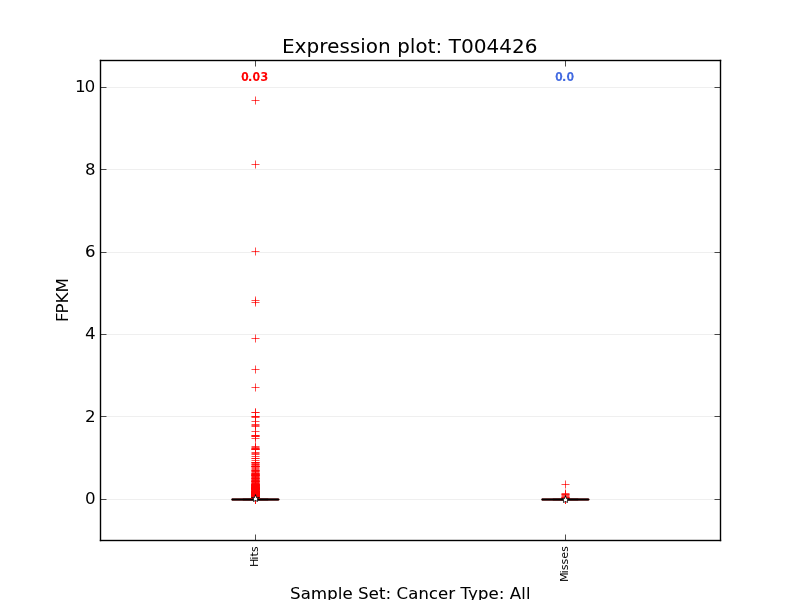 Expression plot: T004426
0.03
0.0
10
8
6
4
2
0
FPKM
Hits
Misses
Sample Set: Cancer Type: All